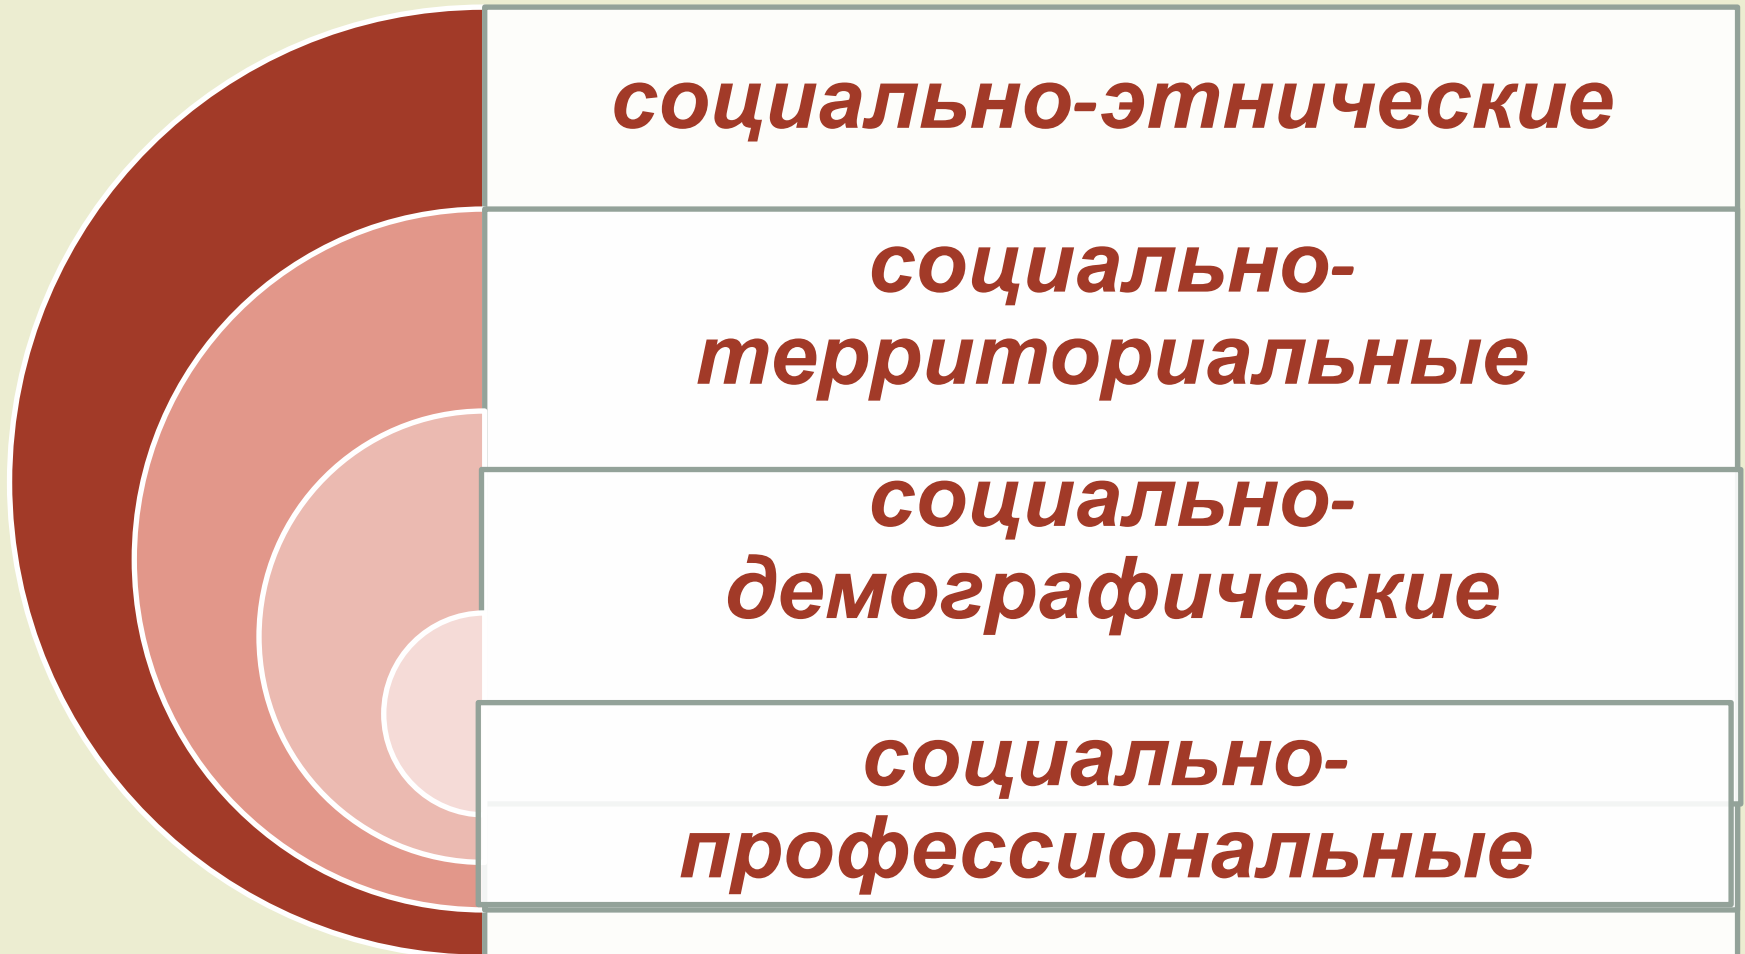 социально-этнические
социально-
территориальные
социально-
демографические
социально-
профессиональные